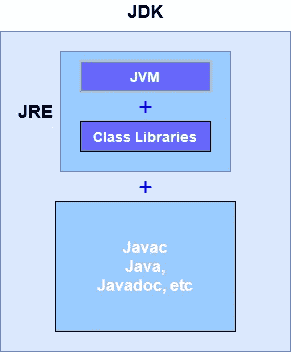 JDK
JRE
JVM
+
Class Libraries
+
Javac
Java,
Javadoc, etc